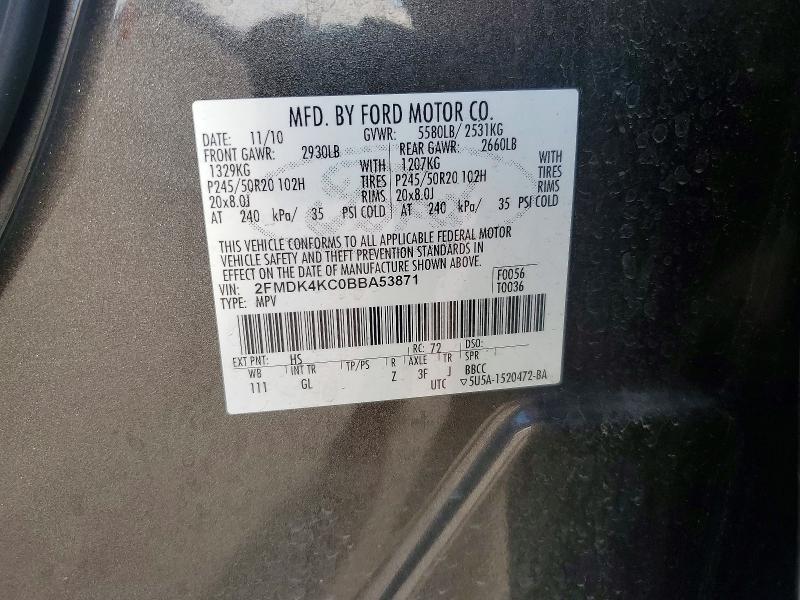 MFD. BY FORD MOTOR CO.
DATE: 11/10 GVWR: 5580LB/ 2531KG
FRONT GAWR: 2930LB REAR GAWR: 2660LB
1329KG WITH 1207KG WITH
P245/50R20 102H TIRES P245/50R20 102H TIRES
20x8.0J RIMS 20x8.0J RIMS
AT 240 kPa/ 35 PSI COLD AT 240 kPa/ 35 PSI COLD
THIS VEHICLE CONFORMS TO ALL APPLICABLE FEDERAL MOTOR
VEHICLE SAFETY AND THEFT PREVENTION STANDARDS IN
EFFECT ON THE DATE OF MANUFACTURE SHOWN ABOVE.
VIN: 2FMDK4KC0BBA53871 F0056
TYPE: MPV T0036
EXT PNT: HS RC: 72 DSO:
WB INT TR TP/PS R AXLE TR SPR
111 GL Z 3F J BBCC
UTC ▽5U5A-1520472-BA